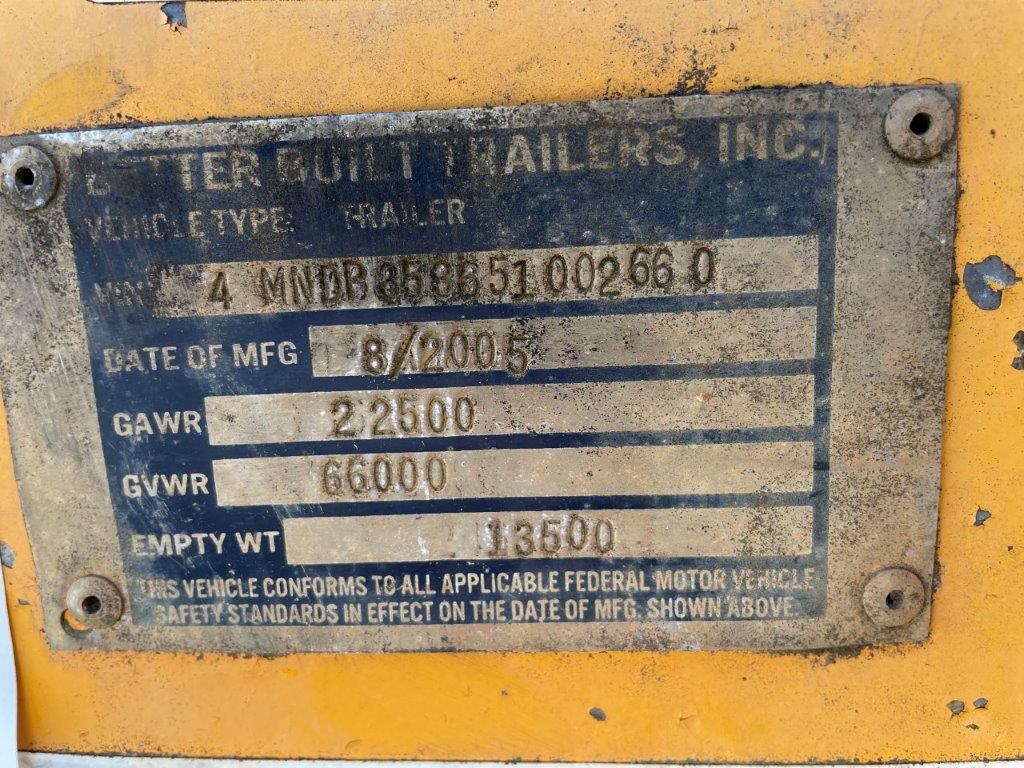 BETTER BUILT TRAILERS, INC.
VEHICLE TYPE: TRAILER
VIN 4 MNDB35865100266 0
DATE OF MFG 8/2005
GAWR 22500
GVWR 66000
EMPTY WT 13500
THIS VEHICLE CONFORMS TO ALL APPLICABLE FEDERAL MOTOR VEHICLE
SAFETY STANDARDS IN EFFECT ON THE DATE OF MFG. SHOWN ABOVE.